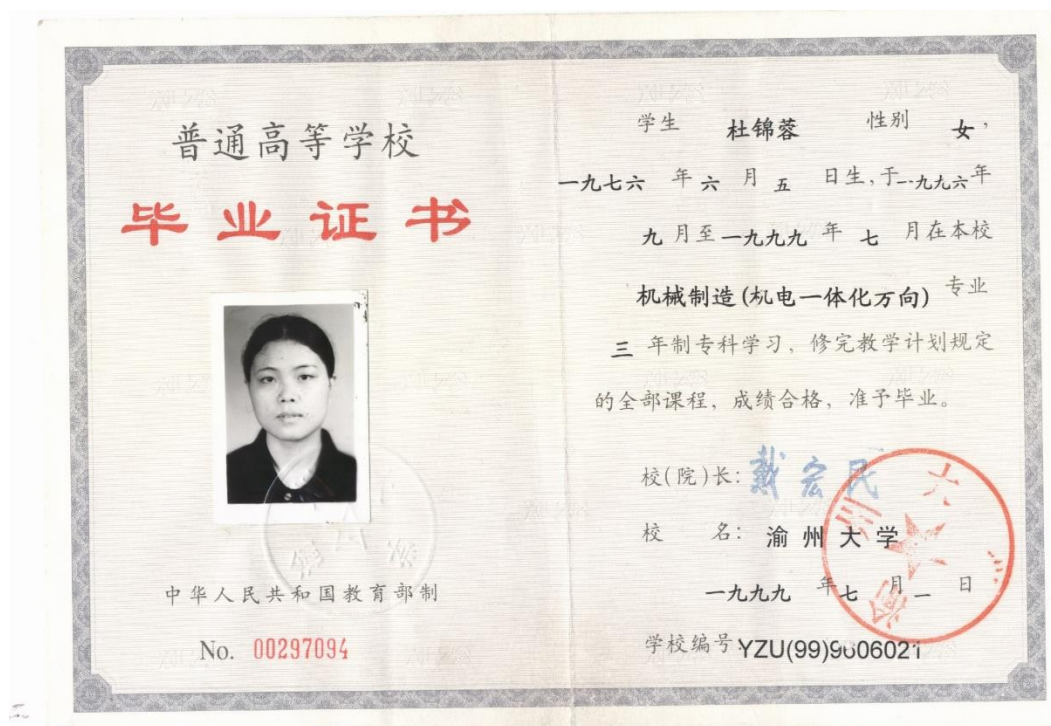 普通高等学校
毕业证书
中华人民共和国教育部制
No. 00297094
学生 杜锦蓉 性别 女，
一九七六 年 六 月 五 日生，于一九九六年
九 月至一九九九 年 七 月在本校
机械制造(机电一体化方向) 专业
三 年制专科学习，修完教学计划规定
的全部课程，成绩合格，准予毕业。
校(院)长：戴宏民
校 名：渝州大学
一九九九 年 七 月 一 日
学校编号 YZU(99)9606021
渝州大